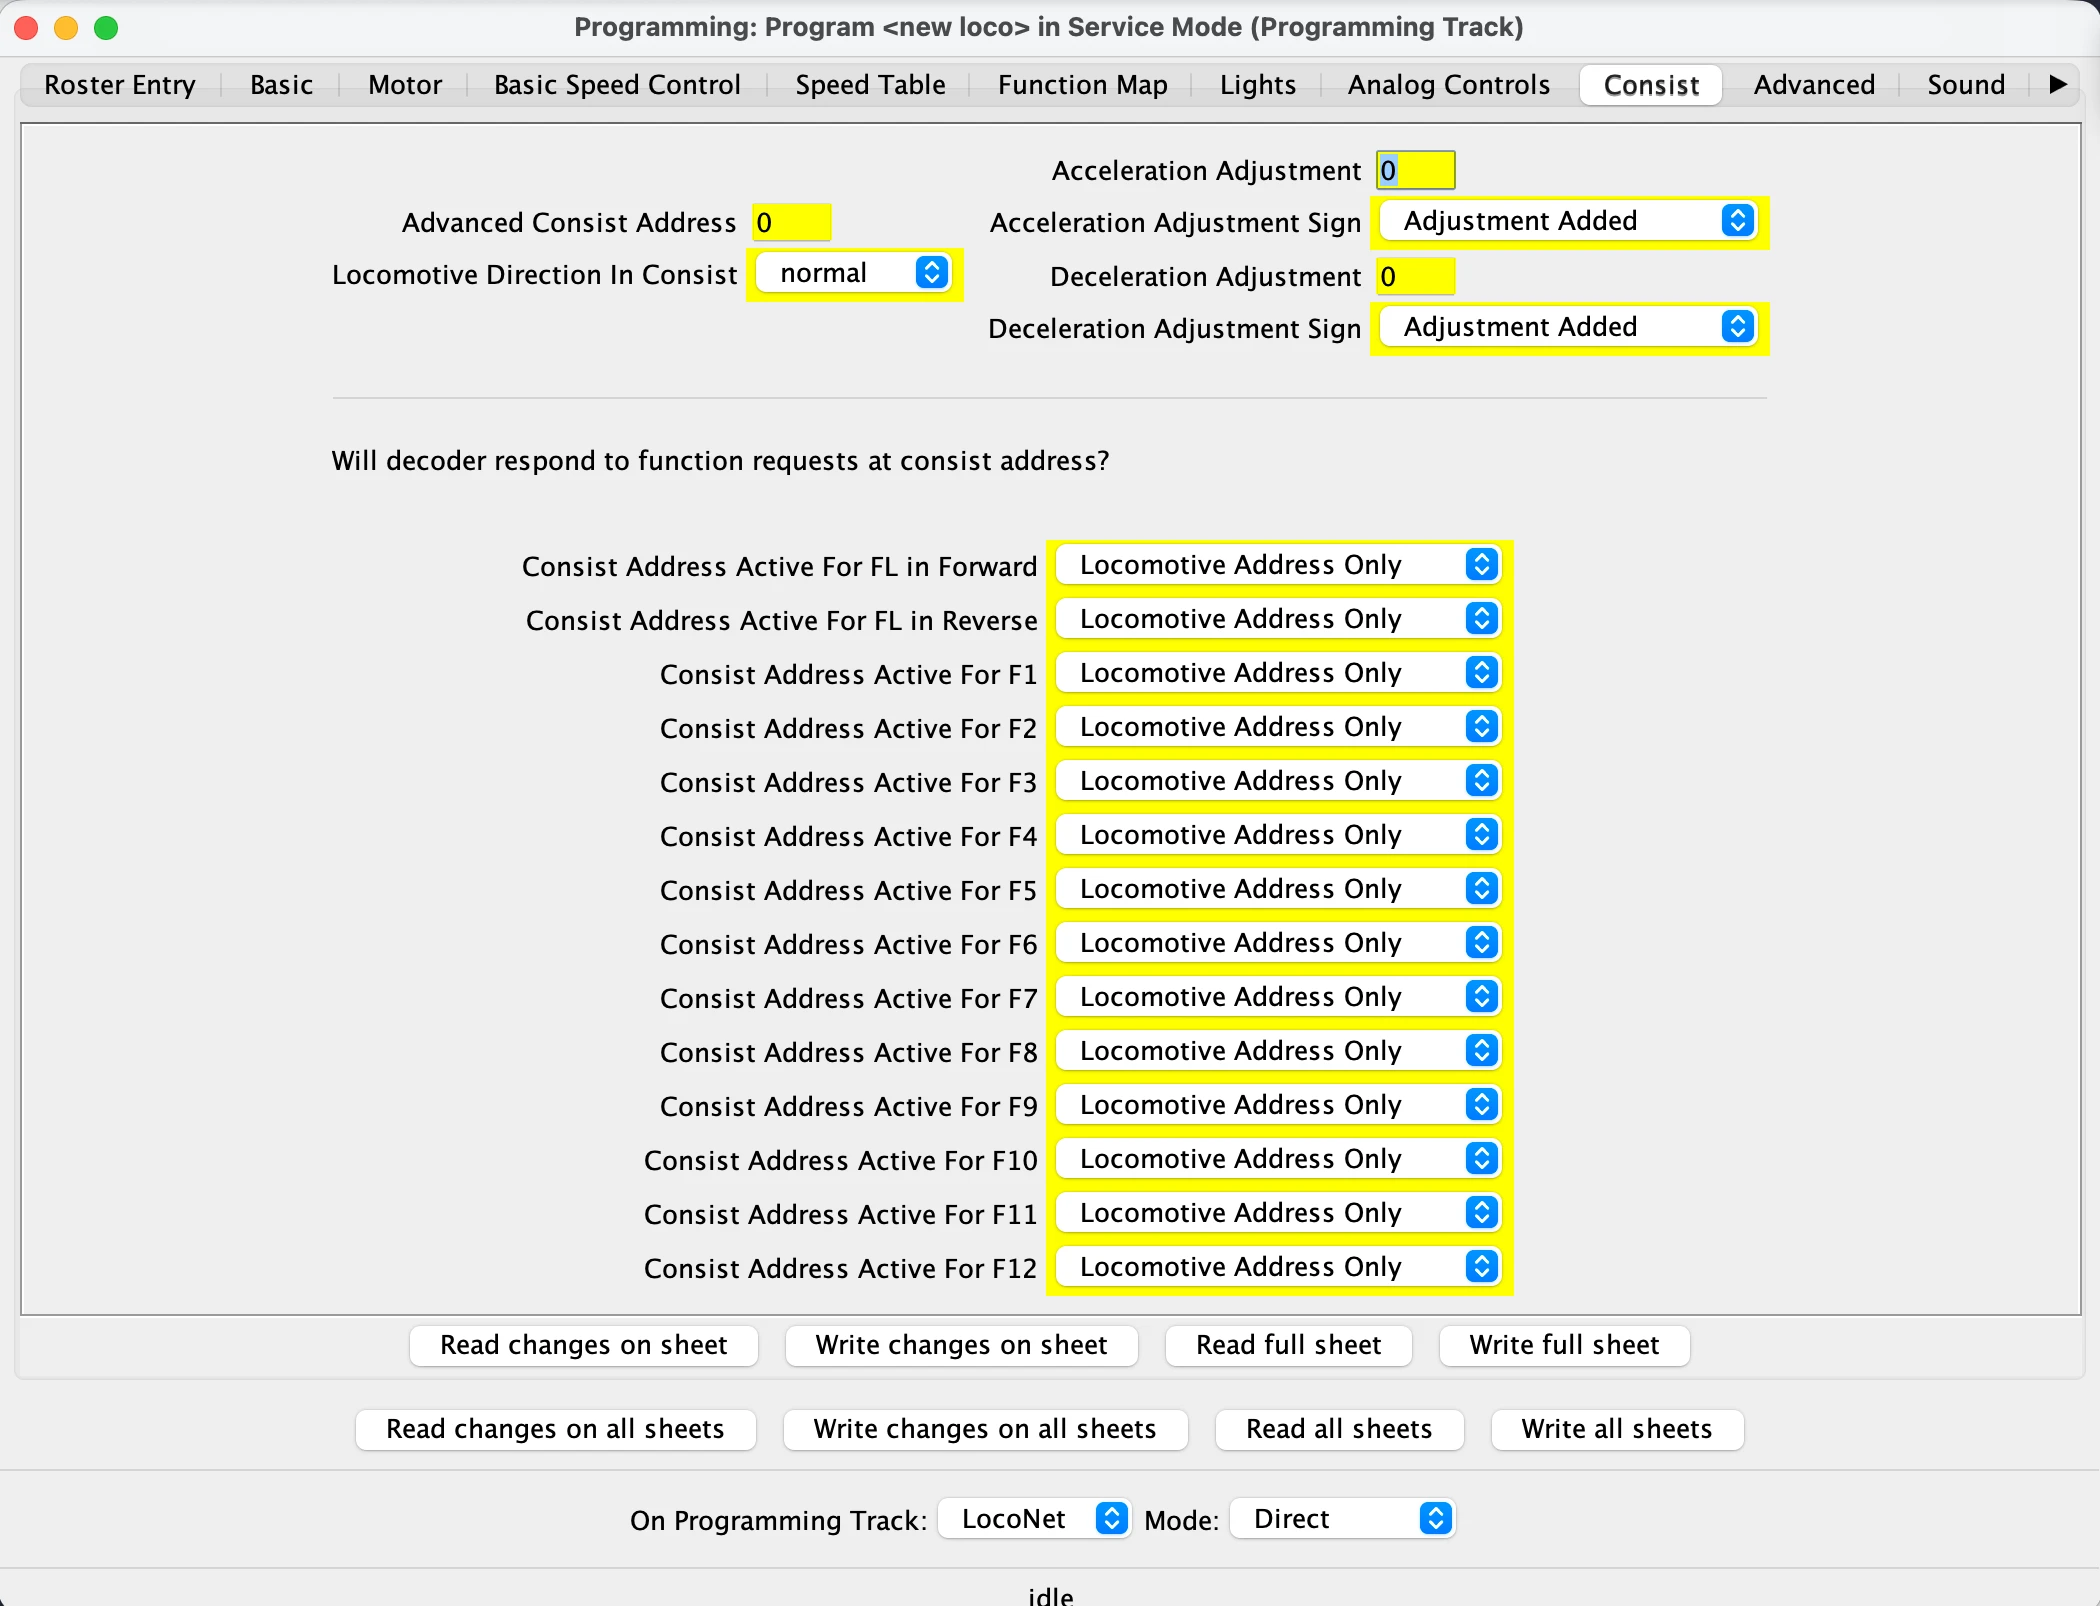 Programming: Program <new loco> in Service Mode (Programming Track)
Roster Entry Basic Motor Basic Speed Control Speed Table Function Map Lights Analog Controls Consist Advanced Sound
Acceleration Adjustment 0
Advanced Consist Address 0
Acceleration Adjustment Sign Adjustment Added
Locomotive Direction In Consist normal
Deceleration Adjustment 0
Deceleration Adjustment Sign Adjustment Added
Will decoder respond to function requests at consist address?
Consist Address Active For FL in Forward Locomotive Address Only
Consist Address Active For FL in Reverse Locomotive Address Only
Consist Address Active For F1 Locomotive Address Only
Consist Address Active For F2 Locomotive Address Only
Consist Address Active For F3 Locomotive Address Only
Consist Address Active For F4 Locomotive Address Only
Consist Address Active For F5 Locomotive Address Only
Consist Address Active For F6 Locomotive Address Only
Consist Address Active For F7 Locomotive Address Only
Consist Address Active For F8 Locomotive Address Only
Consist Address Active For F9 Locomotive Address Only
Consist Address Active For F10 Locomotive Address Only
Consist Address Active For F11 Locomotive Address Only
Consist Address Active For F12 Locomotive Address Only
Read changes on sheet Write changes on sheet Read full sheet Write full sheet
Read changes on all sheets Write changes on all sheets Read all sheets Write all sheets
On Programming Track: LocoNet Mode: Direct
idle